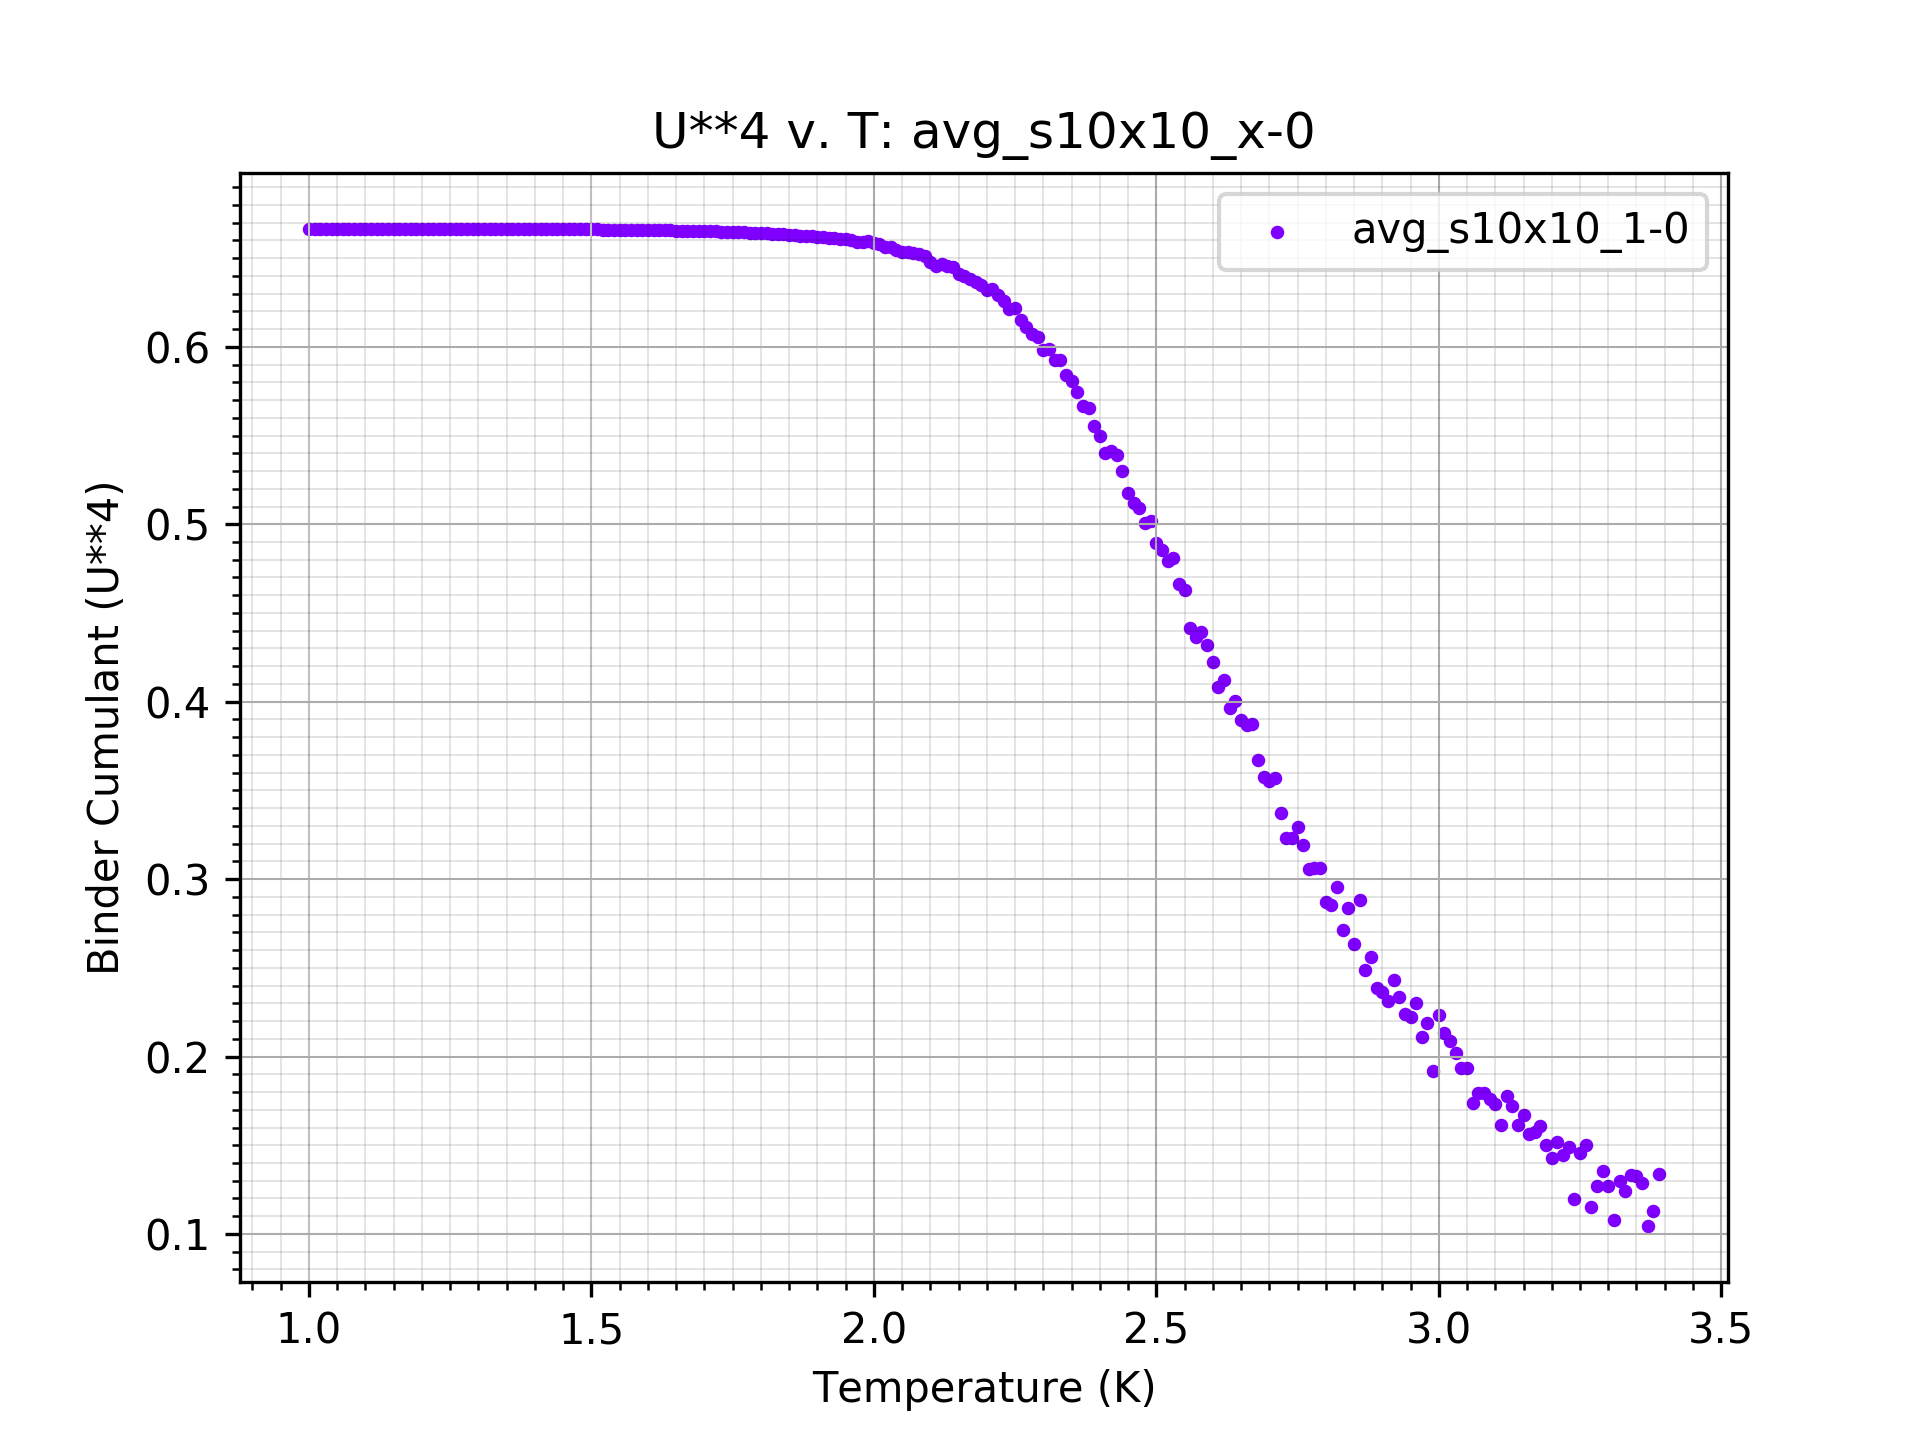 U**4 v. T: avg_s10x10_x-0
avg_s10x10_1-0
Binder Cumulant (U**4)
0.6
0.5
0.4
0.3
0.2
0.1
1.0 1.5 2.0 2.5 3.0 3.5
Temperature (K)